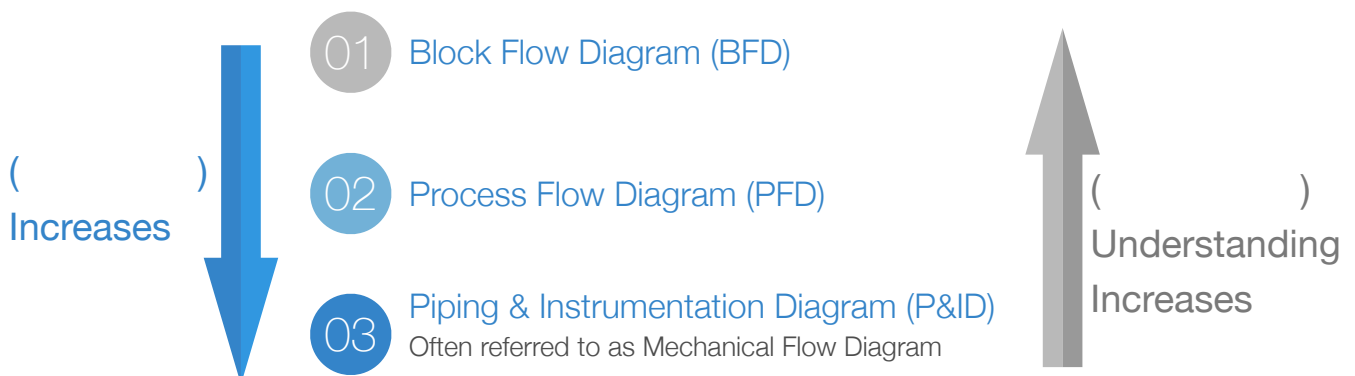 01 Block Flow Diagram (BFD)
( )
Increases
02 Process Flow Diagram (PFD)
( )
Understanding
Increases
03 Piping & Instrumentation Diagram (P&ID)
Often referred to as Mechanical Flow Diagram